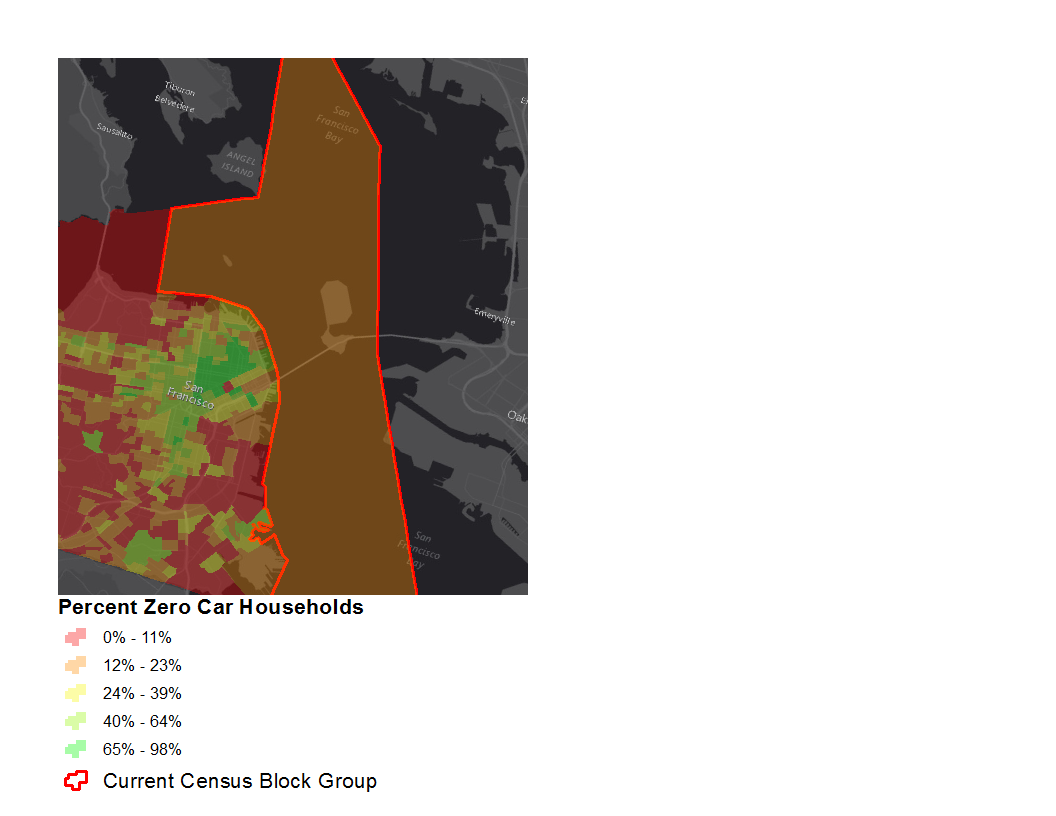 Tiburon
Belvedere
San
Francisco
Bay
Sausalito
ANGEL
ISLAND
Emeryville
San
Francisco
Oak
San
Francisco
Bay
Percent Zero Car Households
0% - 11%
12% - 23%
24% - 39%
40% - 64%
65% - 98%
Current Census Block Group